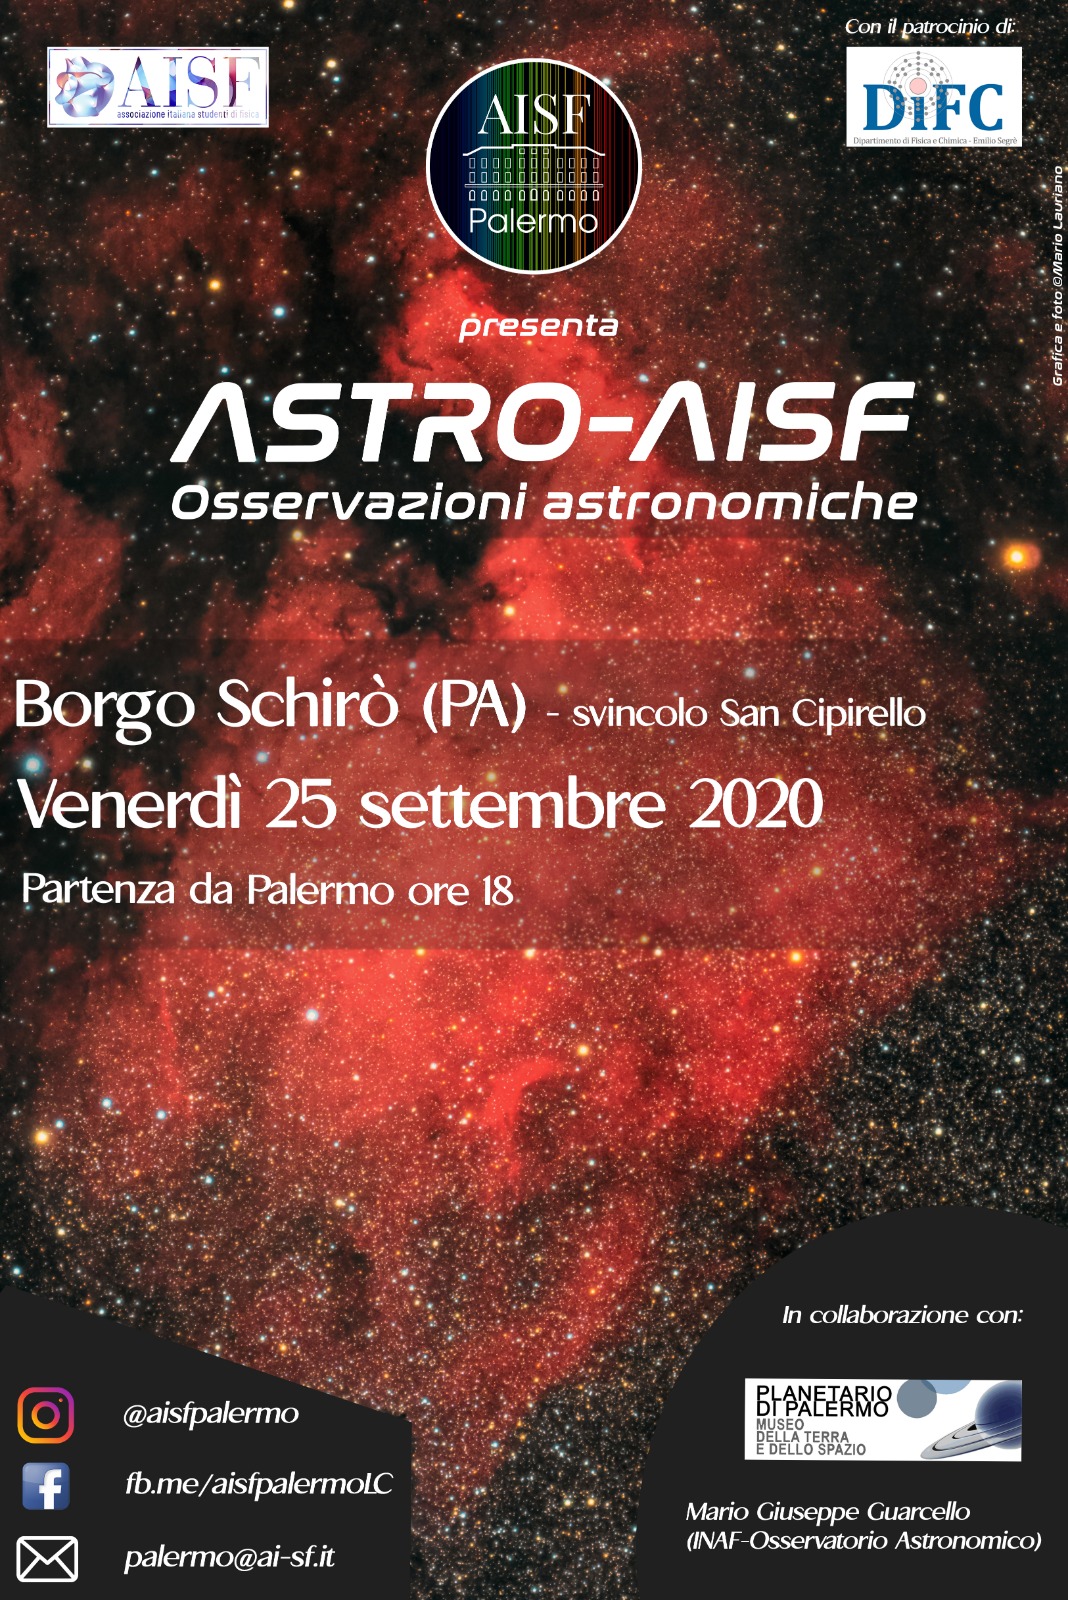 Con il patrocinio di:
AISF
associazione italiana studenti di fisica
AISF
Palermo
DiFC
Dipartimento di Fisica e Chimica - Emilio Segrè
Grafica e foto ©Mario Lauriano
presenta
ASTRO-AISF
Osservazioni astronomiche
Borgo Schirò (PA) - svincolo San Cipirello
Venerdì 25 settembre 2020
Partenza da Palermo ore 18
In collaborazione con:
PLANETARIO
DI PALERMO
MUSEO
DELLA TERRA
E DELLO SPAZIO
Mario Giuseppe Guarcello
(INAF-Osservatorio Astronomico)
@aisfpalermo
fb.me/aisfpalermoLC
palermo@ai-sf.it